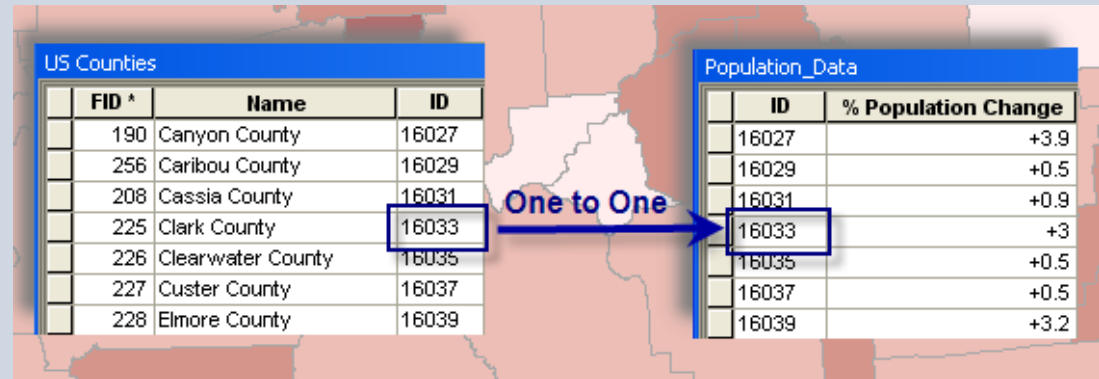 US Counties
FID * Name ID
190 Canyon County 16027
256 Caribou County 16029
208 Cassia County 16031
225 Clark County 16033
226 Clearwater County 16035
227 Custer County 16037
228 Elmore County 16039
One to One
Population_Data
ID % Population Change
16027 +3.9
16029 +0.5
16031 +0.9
16033 +3
16035 +0.5
16037 +0.5
16039 +3.2